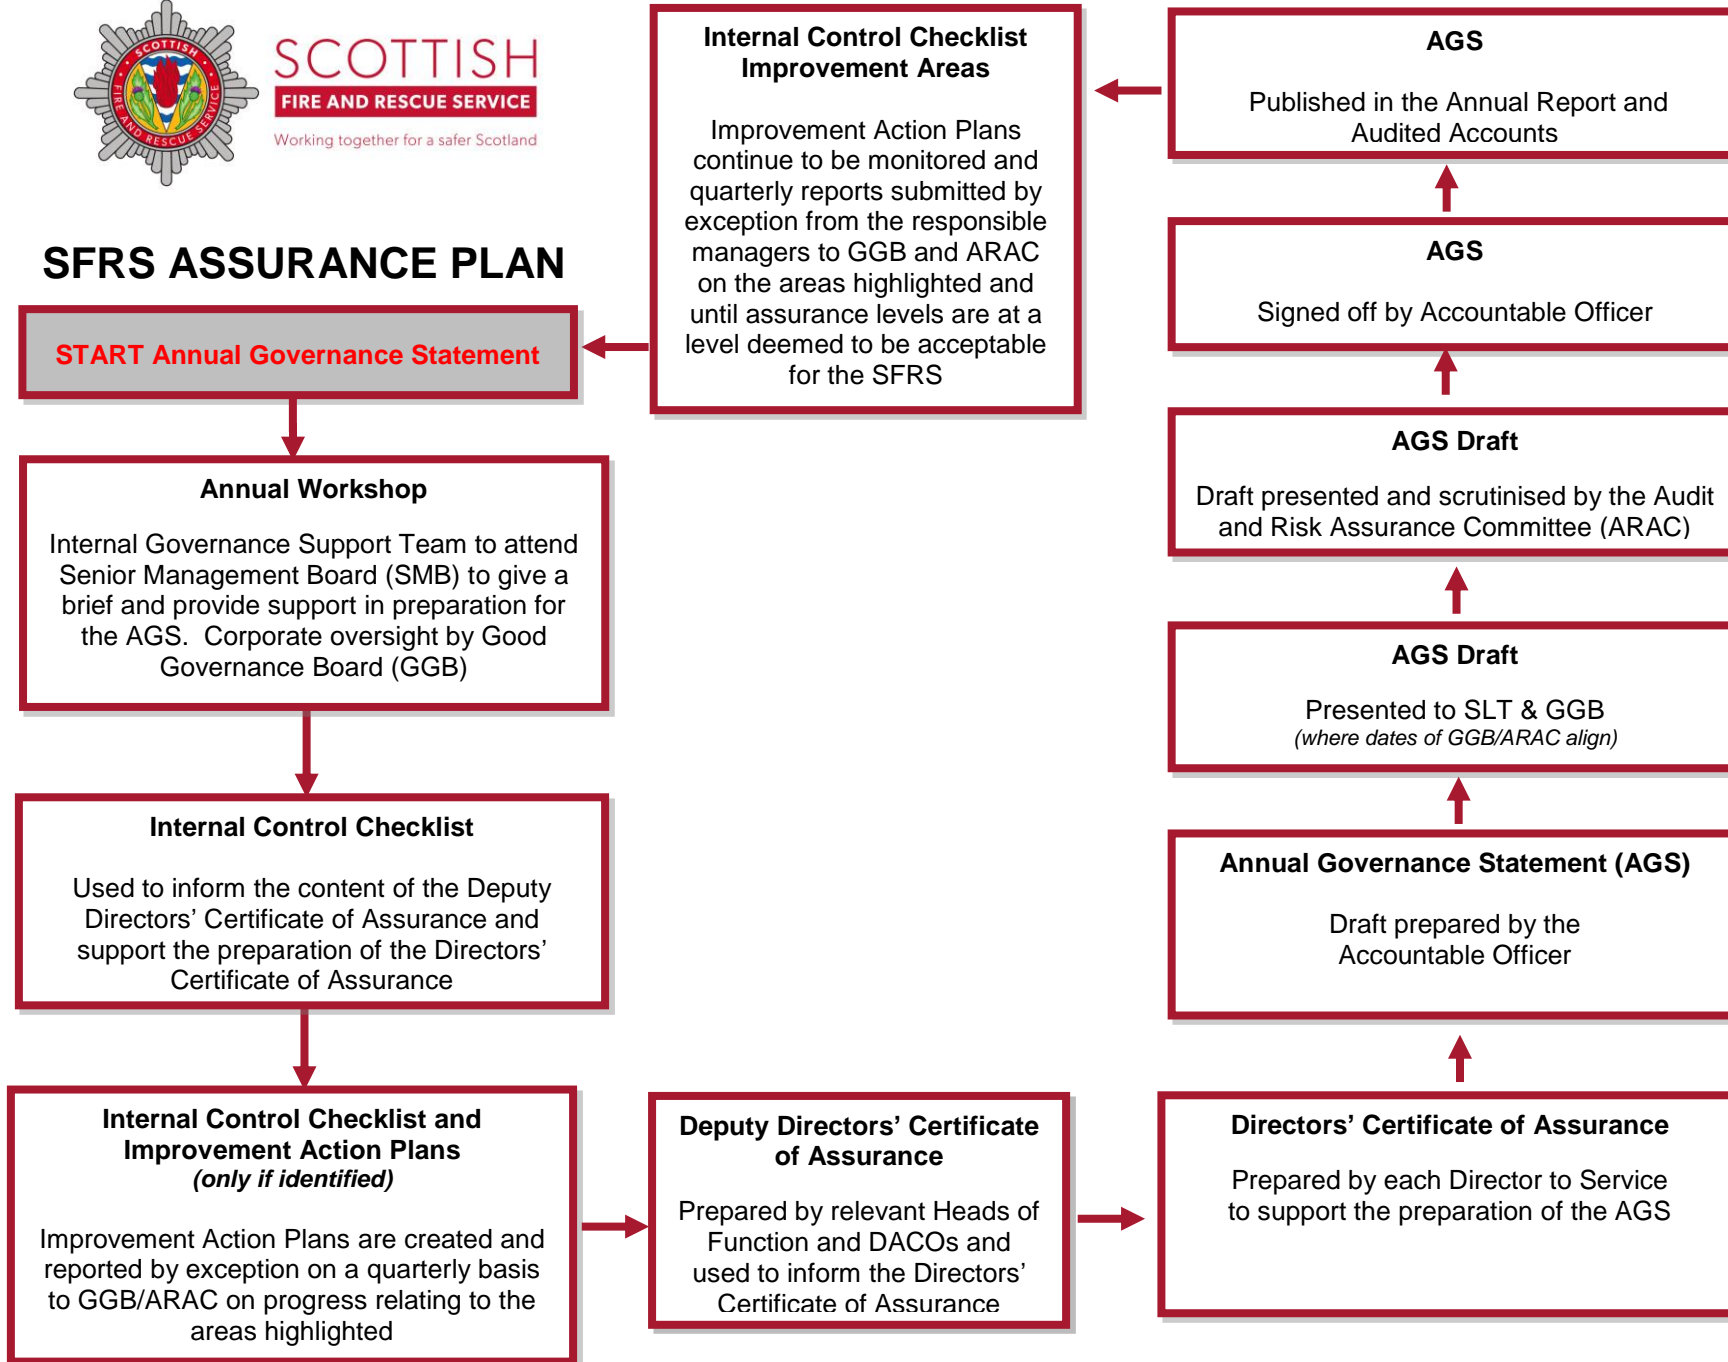 SCOTTISH
FIRE AND RESCUE SERVICE
SCOTTISH
FIRE AND RESCUE SERVICE
Working together for a safer Scotland
SFRS ASSURANCE PLAN
START Annual Governance Statement
Annual Workshop
Internal Governance Support Team to attend
Senior Management Board (SMB) to give a
brief and provide support in preparation for
the AGS.  Corporate oversight by Good
Governance Board (GGB)
Internal Control Checklist
Used to inform the content of the Deputy
Directors’ Certificate of Assurance and
support the preparation of the Directors’
Certificate of Assurance
Internal Control Checklist and
Improvement Action Plans
(only if identified)
Improvement Action Plans are created and
reported by exception on a quarterly basis
to GGB/ARAC on progress relating to the
areas highlighted
Deputy Directors’ Certificate
of Assurance
Prepared by relevant Heads of
Function and DACOs and
used to inform the Directors’
Certificate of Assurance
Directors’ Certificate of Assurance
Prepared by each Director to Service
to support the preparation of the AGS
Annual Governance Statement (AGS)
Draft prepared by the
Accountable Officer
AGS Draft
Presented to SLT & GGB
(where dates of GGB/ARAC align)
AGS Draft
Draft presented and scrutinised by the Audit
and Risk Assurance Committee (ARAC)
AGS
Signed off by Accountable Officer
AGS
Published in the Annual Report and
Audited Accounts
Internal Control Checklist
Improvement Areas
Improvement Action Plans
continue to be monitored and
quarterly reports submitted by
exception from the responsible
managers to GGB and ARAC
on the areas highlighted and
until assurance levels are at a
level deemed to be acceptable
for the SFRS